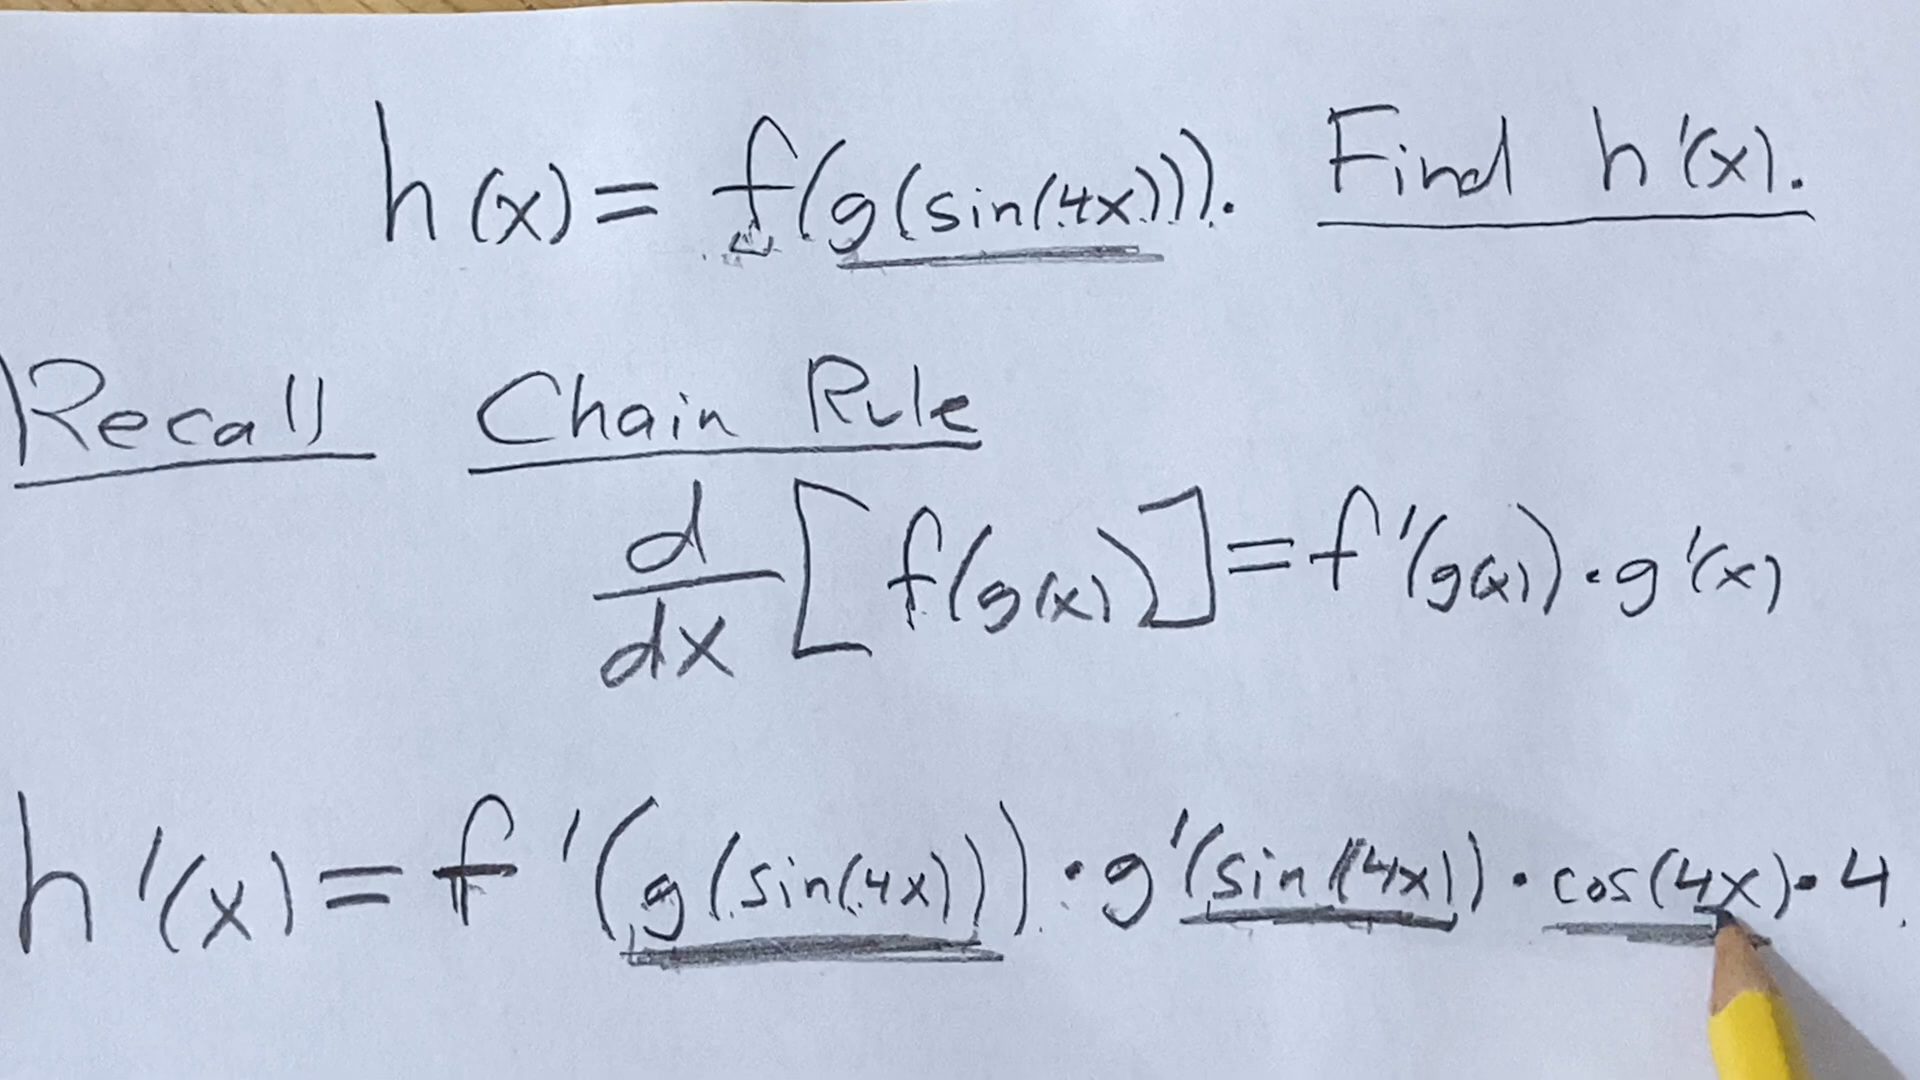 h(x) = f(g(sin(4x))). Find h'(x).
Recall Chain Rule
d/dx [f(g(x))] = f'(g(x)) · g'(x)
h'(x) = f'(g(sin(4x))) · g'(sin(4x)) · cos(4x) · 4.